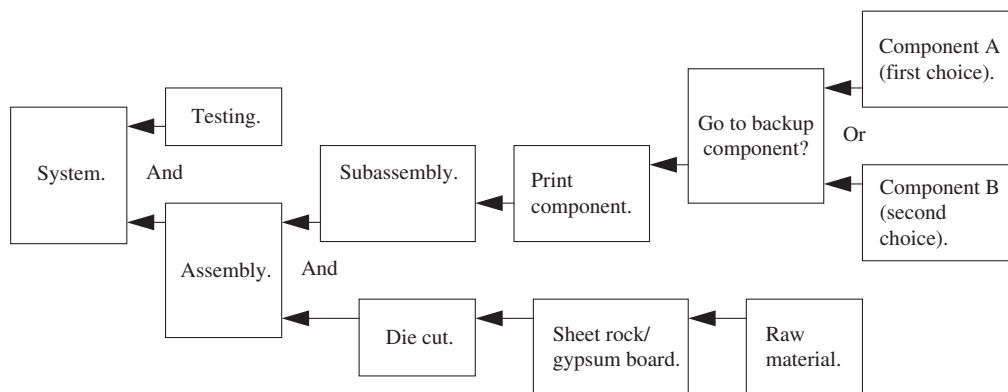 Component A
(first choice).
Testing.
Go to backup
component?
Or
System.
And
Subassembly.
Print
component.
Component B
(second
choice).
Assembly.
And
Die cut.
Sheet rock/
gypsum board.
Raw
material.